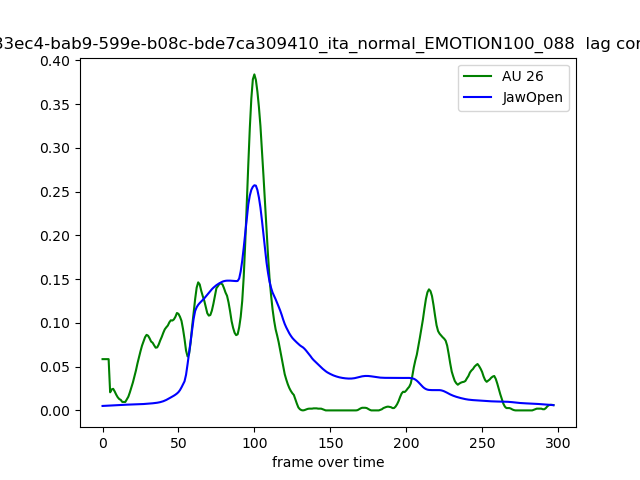 33ec4-bab9-599e-b08c-bde7ca309410_ita_normal_EMOTION100_088 lag cor
0.40
0.35
0.30
0.25
0.20
0.15
0.10
0.05
0.00
AU 26
JawOpen
0 50 100 150 200 250 300
frame over time